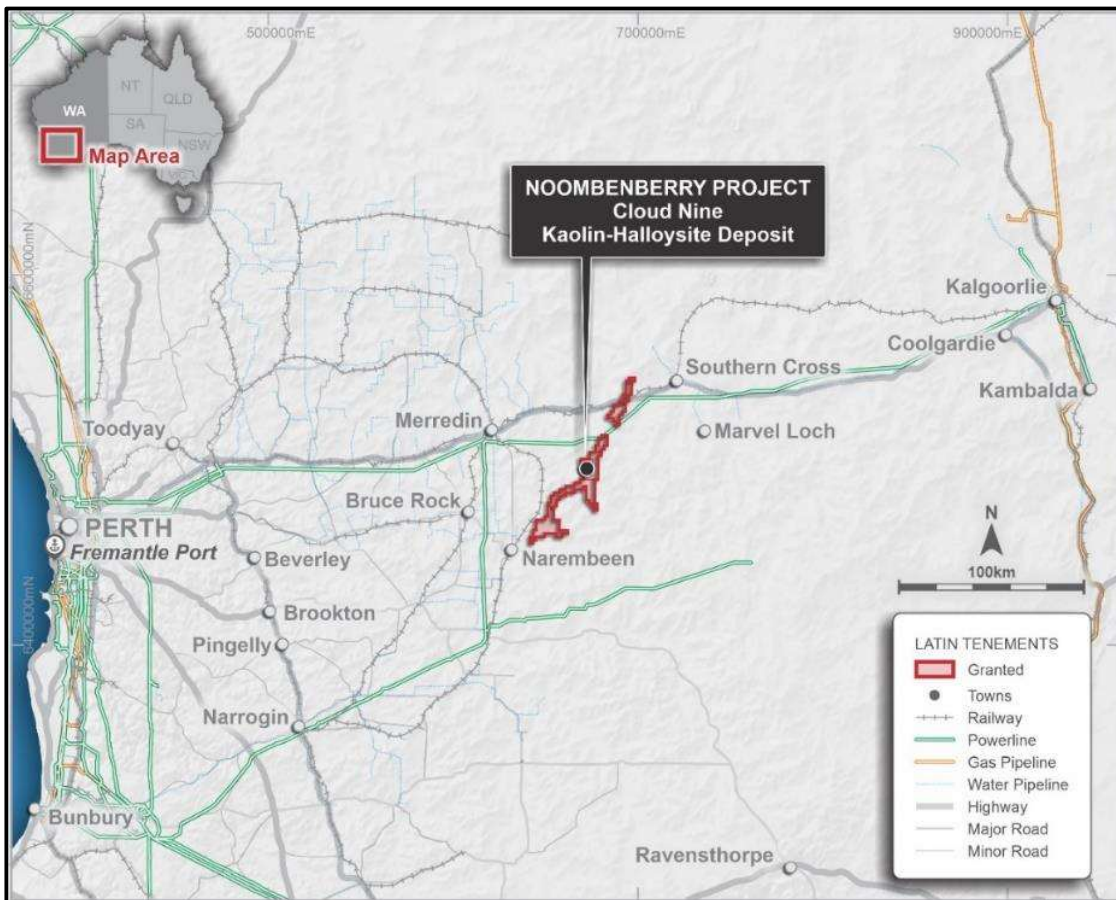 500000mE
700000mE
900000mE
NT
QLD
WA
SA
NSW
Map Area
NOOMBENBERRY PROJECT
Cloud Nine
Kaolin-Halloysite Deposit
6600000mN
Kalgoorlie
Coolgardie
Southern Cross
Kambalda
Merredin
Toodyay
Marvel Loch
Bruce Rock
PERTH
Fremantle Port
Narembeen
Beverley
N
100km
Brookton
6400000mN
Pingelly
Narrogin
Bunbury
Ravensthorpe
LATIN TENEMENTS
Granted
Towns
Railway
Powerline
Gas Pipeline
Water Pipeline
Highway
Major Road
Minor Road